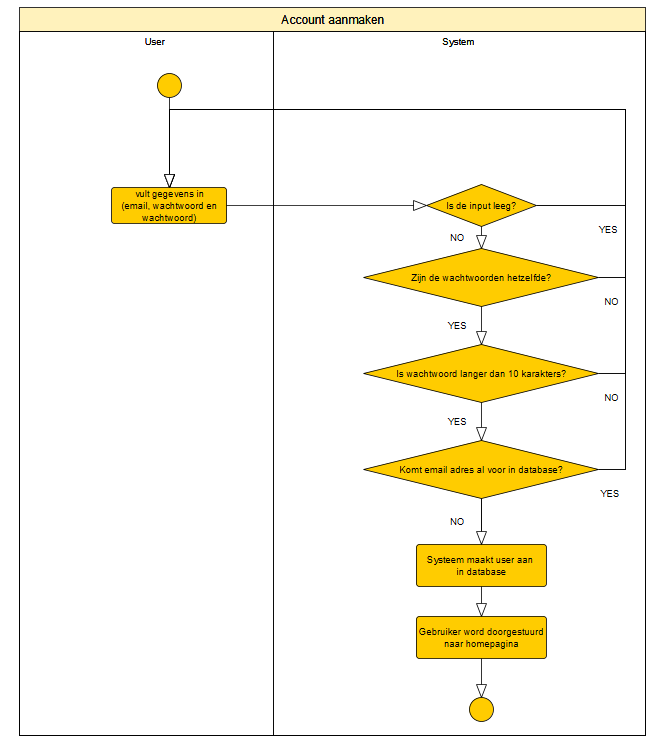 Account aanmaken
User
System
vult gegevens in
(email, wachtwoord en
wachtwoord)
Is de input leeg?
YES
NO
Zijn de wachtwoorden hetzelfde?
NO
YES
Is wachtwoord langer dan 10 karakters?
NO
YES
Komt email adres al voor in database?
YES
NO
Systeem maakt user aan
in database
Gebruiker word doorgestuurd
naar homepagina